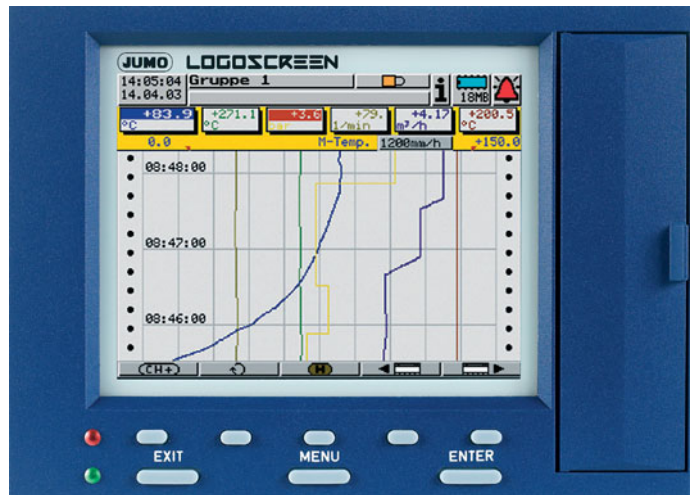 JUMO LOGOSCREEN
14:05:04 Gruppe 1
14.04.03 i 18MB
+83.9 +271.1 +3.6 +79. +4.17 +200.5
°C °C bar l/min m³/h °C
0.0 M-Temp. 1200mm/h +150.0
08:48:00
08:47:00
08:46:00
(CH+) H
EXIT MENU ENTER